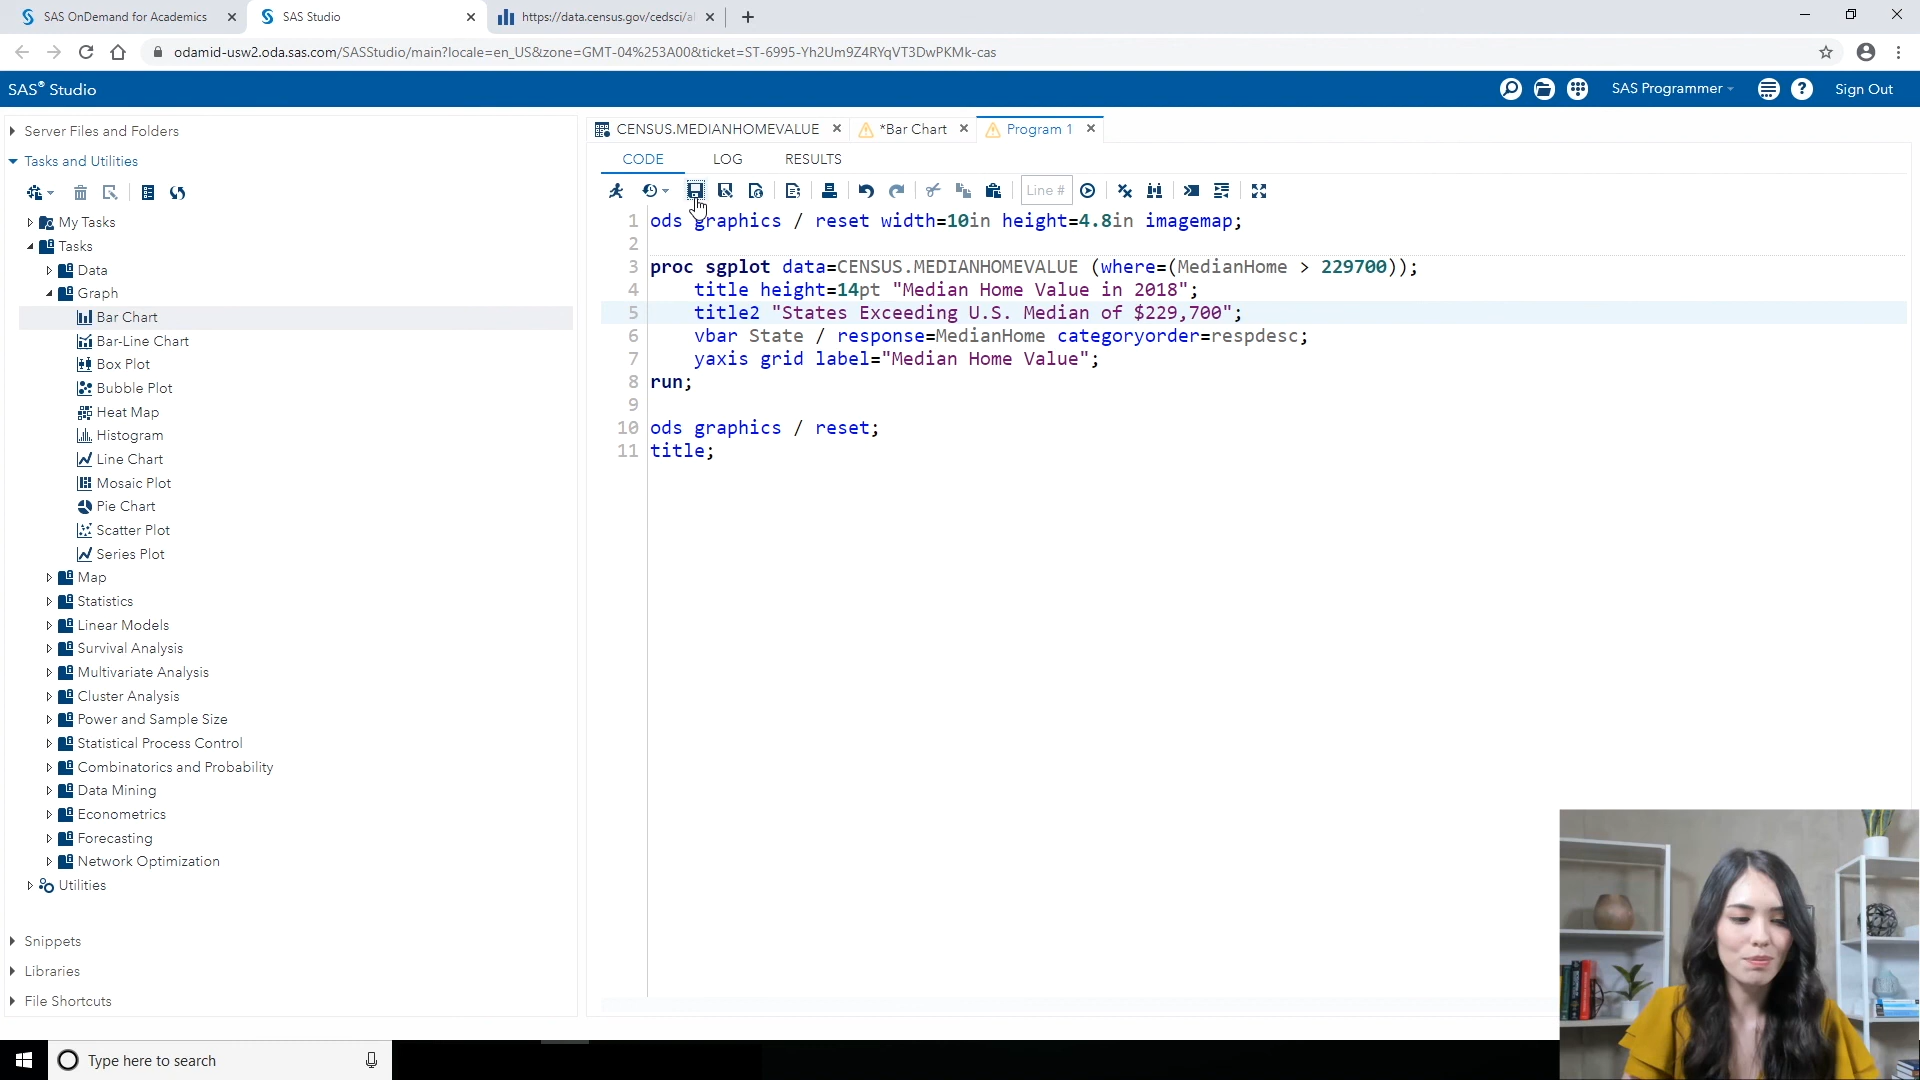 SAS OnDemand for Academics
SAS Studio
https://data.census.gov/cedsci/al
odamid-usw2.oda.sas.com/SASStudio/main?locale=en_US&zone=GMT-04%253A00&ticket=ST-6995-Yh2Um9Z4RYqVT3DwPKMk-cas
SAS® Studio
SAS Programmer
Sign Out
Server Files and Folders
Tasks and Utilities
My Tasks
Tasks
Data
Graph
Bar Chart
Bar-Line Chart
Box Plot
Bubble Plot
Heat Map
Histogram
Line Chart
Mosaic Plot
Pie Chart
Scatter Plot
Series Plot
Map
Statistics
Linear Models
Survival Analysis
Multivariate Analysis
Cluster Analysis
Power and Sample Size
Statistical Process Control
Combinatorics and Probability
Data Mining
Econometrics
Forecasting
Network Optimization
Utilities
Snippets
Libraries
File Shortcuts
CENSUS.MEDIANHOMEVALUE
*Bar Chart
Program 1
CODE LOG RESULTS
Line #
1 ods graphics / reset width=10in height=4.8in imagemap;
2
3 proc sgplot data=CENSUS.MEDIANHOMEVALUE (where=(MedianHome > 229700));
4 title height=14pt "Median Home Value in 2018";
5 title2 "States Exceeding U.S. Median of $229,700";
6 vbar State / response=MedianHome categoryorder=respdesc;
7 yaxis grid label="Median Home Value";
8 run;
9
10 ods graphics / reset;
11 title;
Type here to search